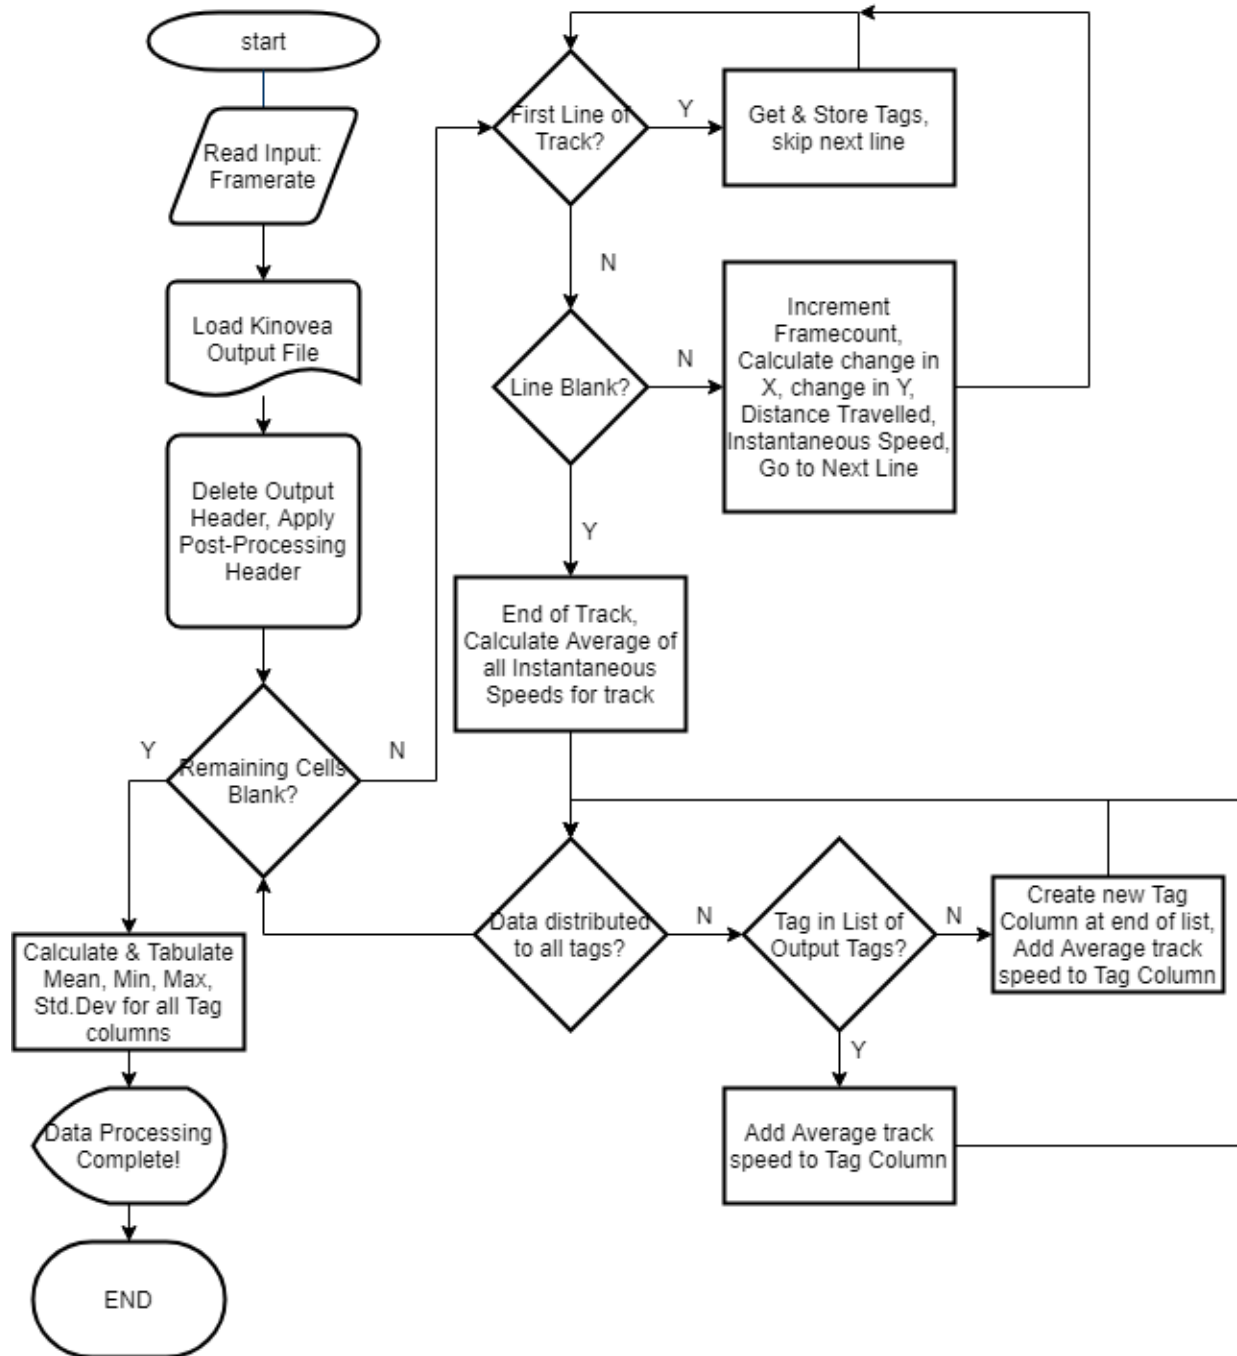 start
Read Input:
Framerate
Load Kinovea
Output File
Delete Output
Header, Apply
Post-Processing
Header
Remaining Cells
Blank?
Y
N
Calculate & Tabulate
Mean, Min, Max,
Std.Dev for all Tag
columns
Data Processing
Complete!
END
First Line of
Track?
Y
Get & Store Tags,
skip next line
N
Line Blank?
N
Increment
Framecount,
Calculate change in
X, change in Y,
Distance Travelled,
Instantaneous Speed,
Go to Next Line
Y
End of Track,
Calculate Average of
all Instantaneous
Speeds for track
Data distributed
to all tags?
N
Tag in List of
Output Tags?
N
Create new Tag
Column at end of list,
Add Average track
speed to Tag Column
Y
Add Average track
speed to Tag Column